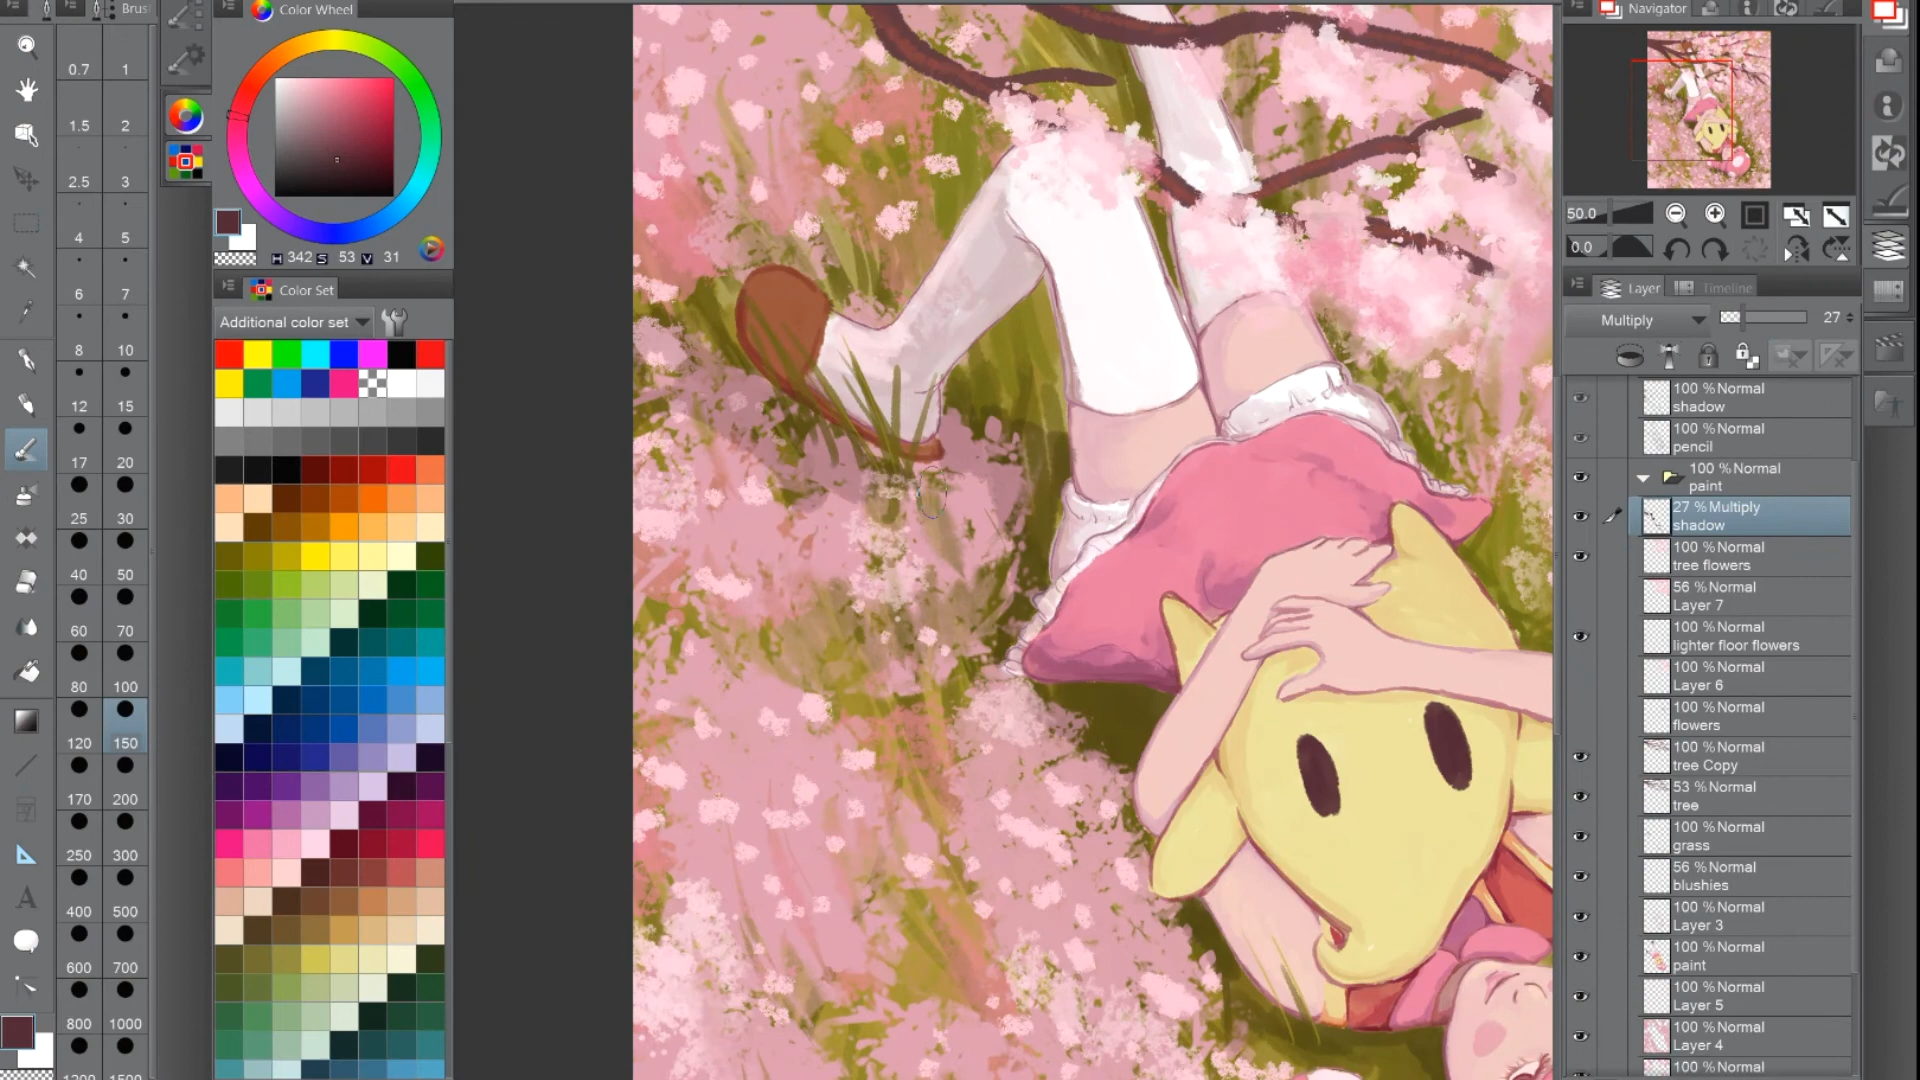 Brus
Color Wheel
Navigator
0.7 1
1.5 2
2.5 3
4 5
6 7
8 10
12 15
17 20
25 30
40 50
60 70
80 100
120 150
170 200
250 300
400 500
600 700
800 1000
H 342 S 53 V 31
Color Set
Additional color set
50.0
0.0
Layer Timeline
Multiply 27
100 %Normal
shadow
100 %Normal
pencil
100 %Normal
paint
27 %Multiply
shadow
100 %Normal
tree flowers
56 %Normal
Layer 7
100 %Normal
lighter floor flowers
100 %Normal
Layer 6
100 %Normal
flowers
100 %Normal
tree Copy
53 %Normal
tree
100 %Normal
grass
56 %Normal
blushies
100 %Normal
Layer 3
100 %Normal
paint
100 %Normal
Layer 5
100 %Normal
Layer 4
100 %Normal